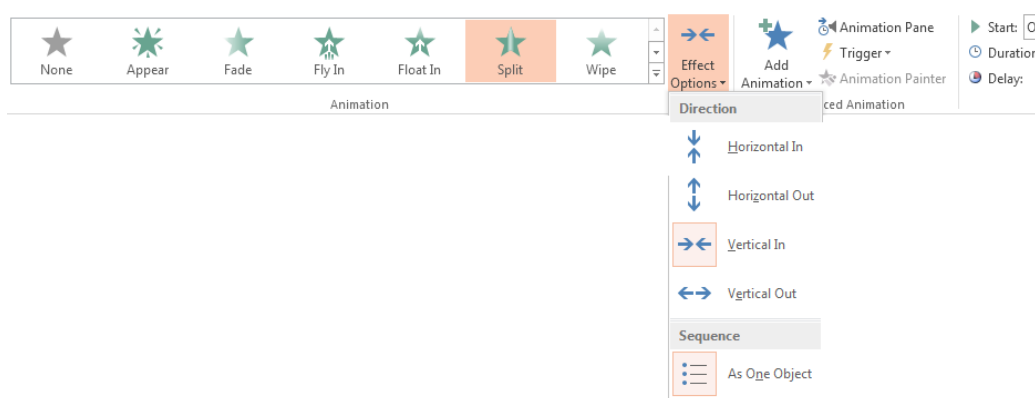 None Appear Fade Fly In Float In Split Wipe
Effect
Options
Add
Animation
Animation Pane
Trigger
Animation Painter
Start:
Duration
Delay:
Animation
ced Animation
Direction
Horizontal In
Horizontal Out
Vertical In
Vertical Out
Sequence
As One Object